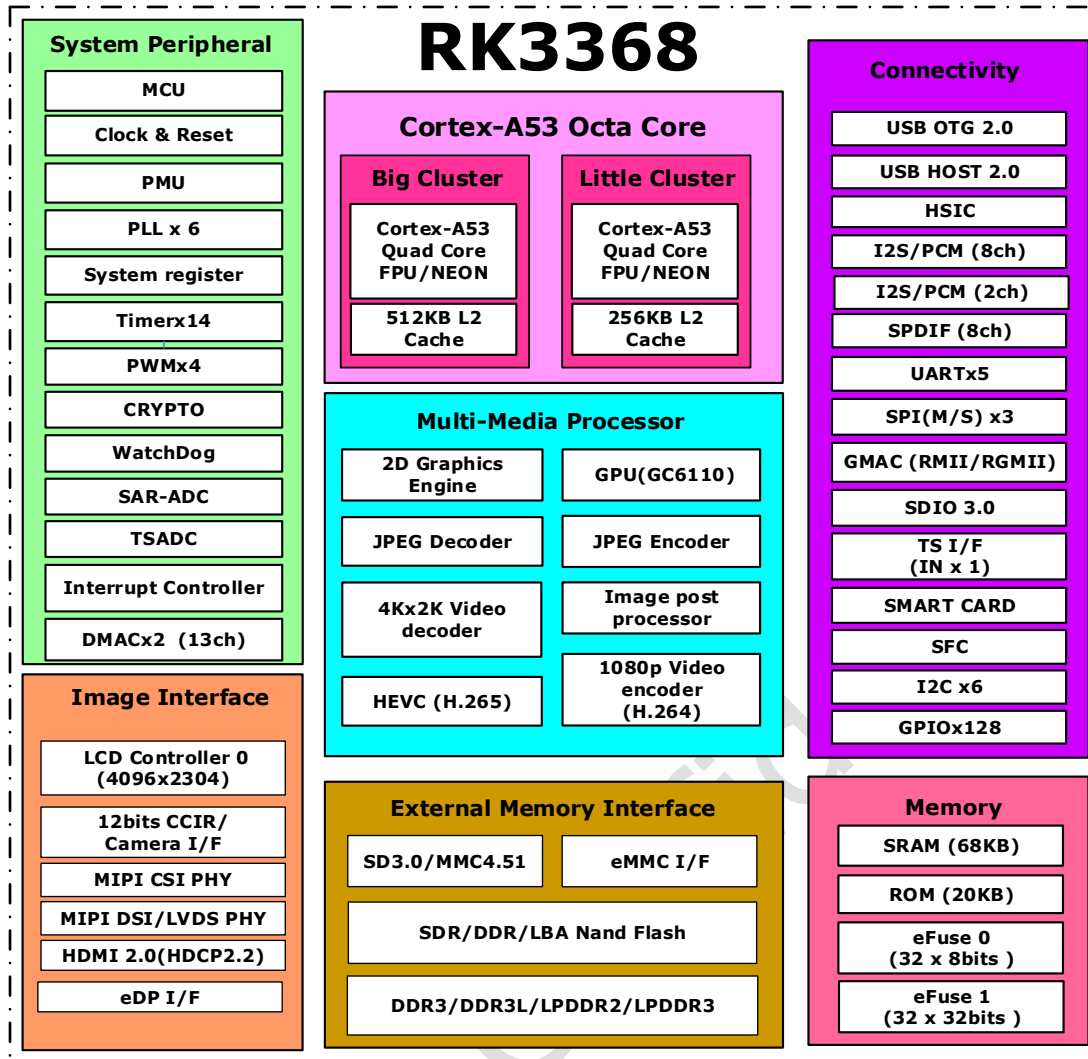 RK3368
System Peripheral
MCU
Clock & Reset
PMU
PLL x 6
System register
Timerx14
PWMx4
CRYPTO
WatchDog
SAR-ADC
TSADC
Interrupt Controller
DMACx2 (13ch)
Image Interface
LCD Controller 0
(4096x2304)
12bits CCIR/
Camera I/F
MIPI CSI PHY
MIPI DSI/LVDS PHY
HDMI 2.0(HDCP2.2)
eDP I/F
Cortex-A53 Octa Core
Big Cluster
Cortex-A53
Quad Core
FPU/NEON
512KB L2
Cache
Little Cluster
Cortex-A53
Quad Core
FPU/NEON
256KB L2
Cache
Multi-Media Processor
2D Graphics
Engine
GPU(GC6110)
JPEG Decoder
JPEG Encoder
4Kx2K Video
decoder
Image post
processor
HEVC (H.265)
1080p Video
encoder
(H.264)
External Memory Interface
SD3.0/MMC4.51
eMMC I/F
SDR/DDR/LBA Nand Flash
DDR3/DDR3L/LPDDR2/LPDDR3
Connectivity
USB OTG 2.0
USB HOST 2.0
HSIC
I2S/PCM (8ch)
I2S/PCM (2ch)
SPDIF (8ch)
UARTx5
SPI(M/S) x3
GMAC (RMII/RGMII)
SDIO 3.0
TS I/F
(IN x 1)
SMART CARD
SFC
I2C x6
GPIOx128
Memory
SRAM (68KB)
ROM (20KB)
eFuse 0
(32 x 8bits )
eFuse 1
(32 x 32bits )